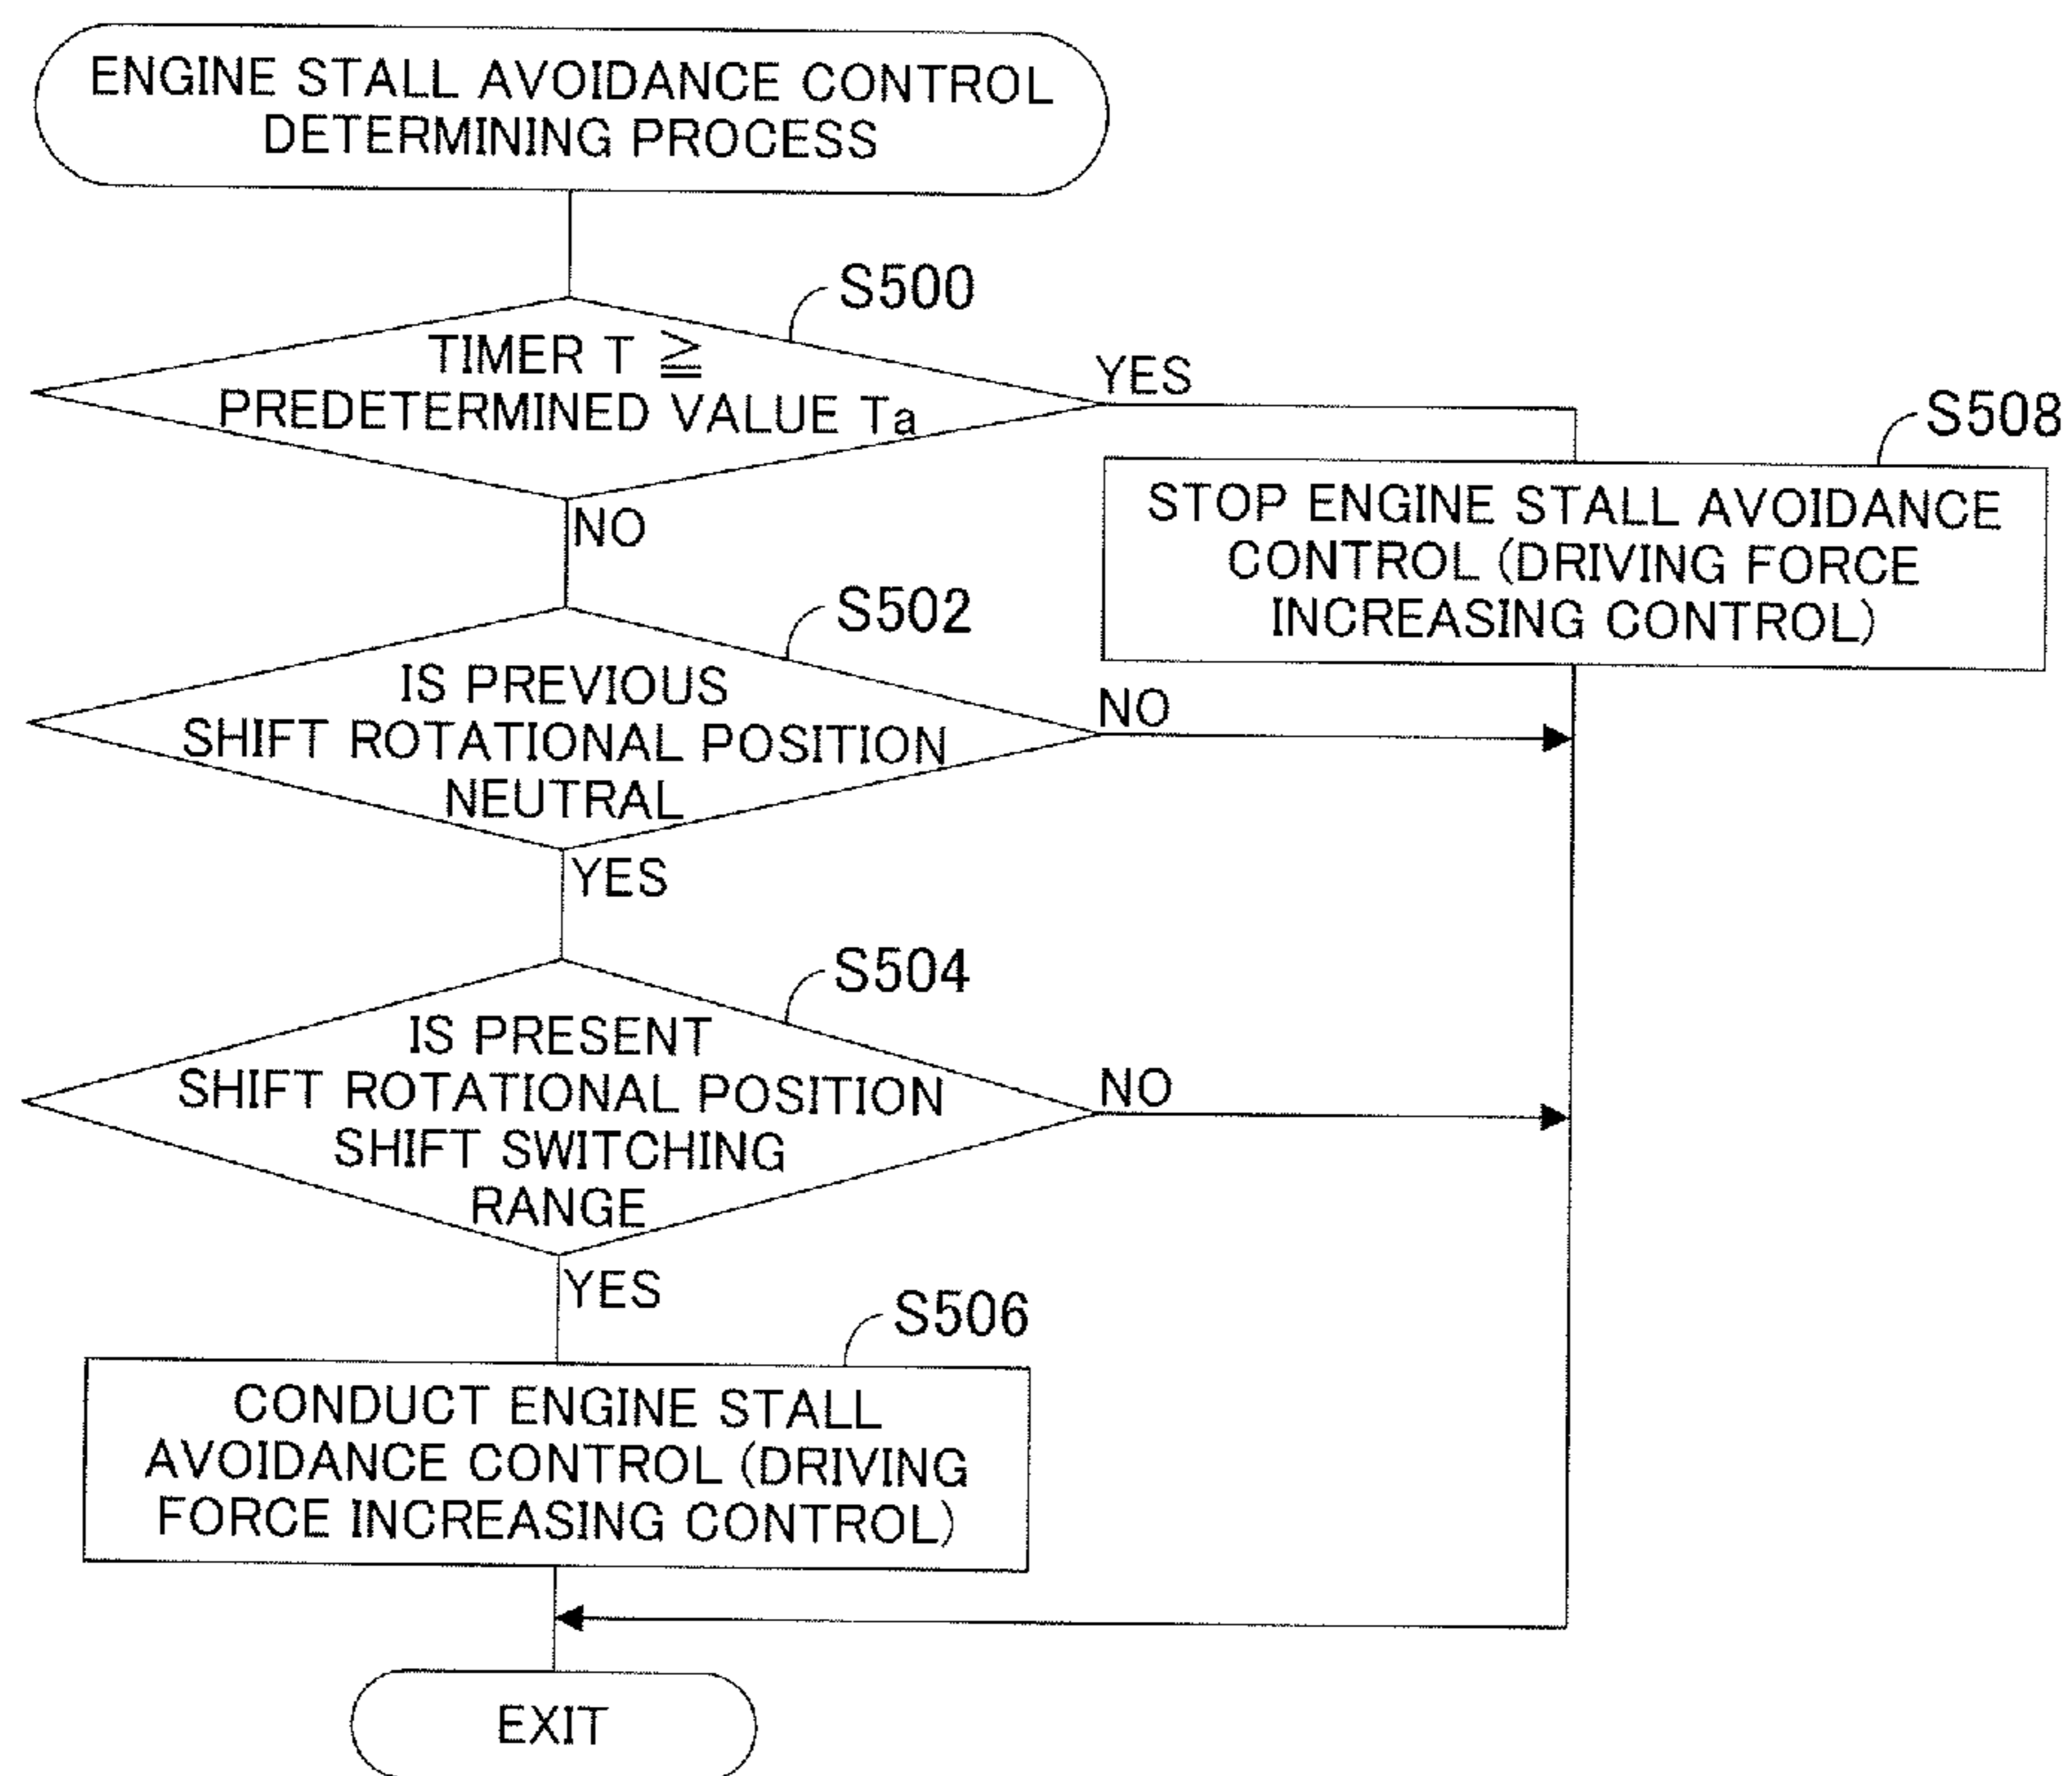 ENGINE STALL AVOIDANCE CONTROL
DETERMINING PROCESS
S500
TIMER T ≧
PREDETERMINED VALUE Ta
YES
NO
S508
STOP ENGINE STALL AVOIDANCE
CONTROL (DRIVING FORCE
INCREASING CONTROL)
S502
IS PREVIOUS
SHIFT ROTATIONAL POSITION
NEUTRAL
NO
YES
S504
IS PRESENT
SHIFT ROTATIONAL POSITION
SHIFT SWITCHING
RANGE
NO
YES
S506
CONDUCT ENGINE STALL
AVOIDANCE CONTROL (DRIVING
FORCE INCREASING CONTROL)
EXIT